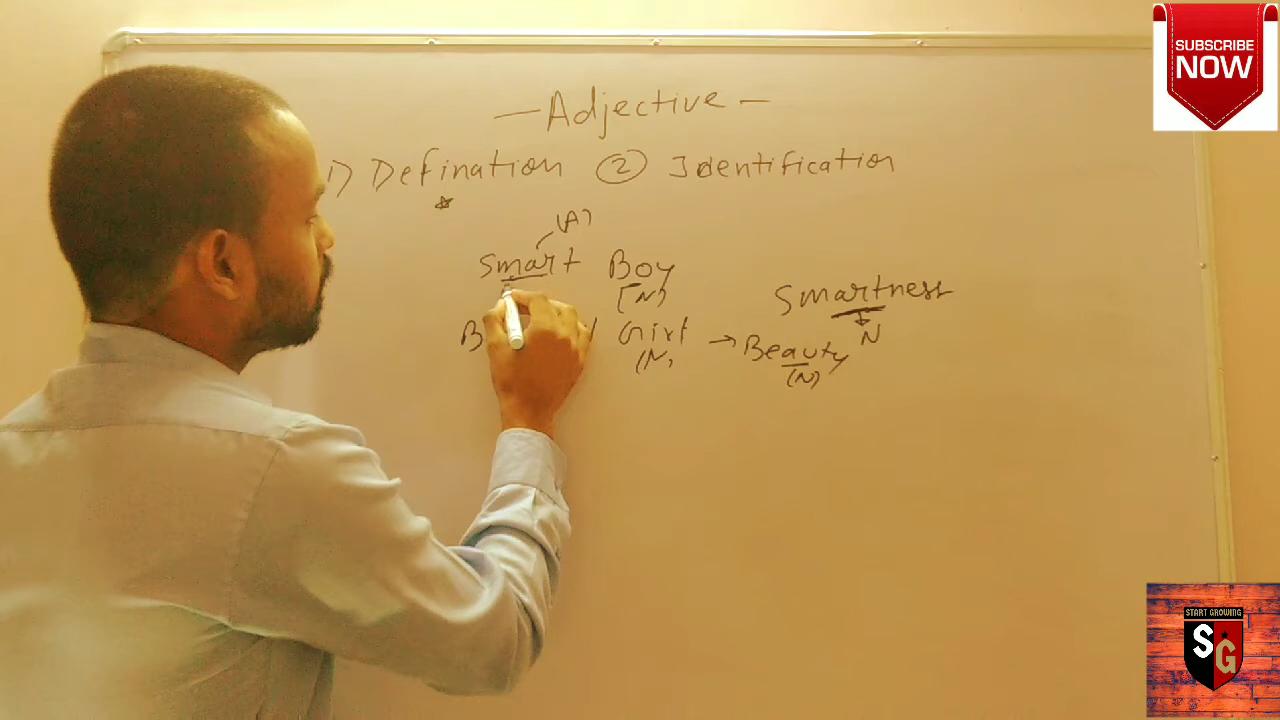 SUBSCRIBE
NOW
— Adjective —
1) Defination ② Identification
(A)
Smart Boy
(N)
Smartness
N
B Girl → Beauty
(N) (N)
START GROWING
SG